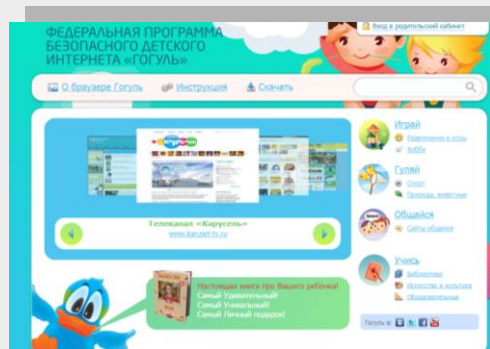 Вход в родительский кабинет
ФЕДЕРАЛЬНАЯ ПРОГРАММА
БЕЗОПАСНОГО ДЕТСКОГО
ИНТЕРНЕТА «ГОГУЛЬ»
О браузере Гогуль
Инструкция
Скачать
Играй
Развлечения и игры
Хобби
Гуляй
Спорт
Природа, животные
Общайся
Сайты общения
Учись
Библиотеки
Искусство и культура
Образовательные
Телеканал «Карусель»
www.karusel-tv.ru
Настоящая книга про Вашего ребенка!
Самый Удивительный!
Самый Уникальный!
Самый Личный подарок!
Гогуль в: